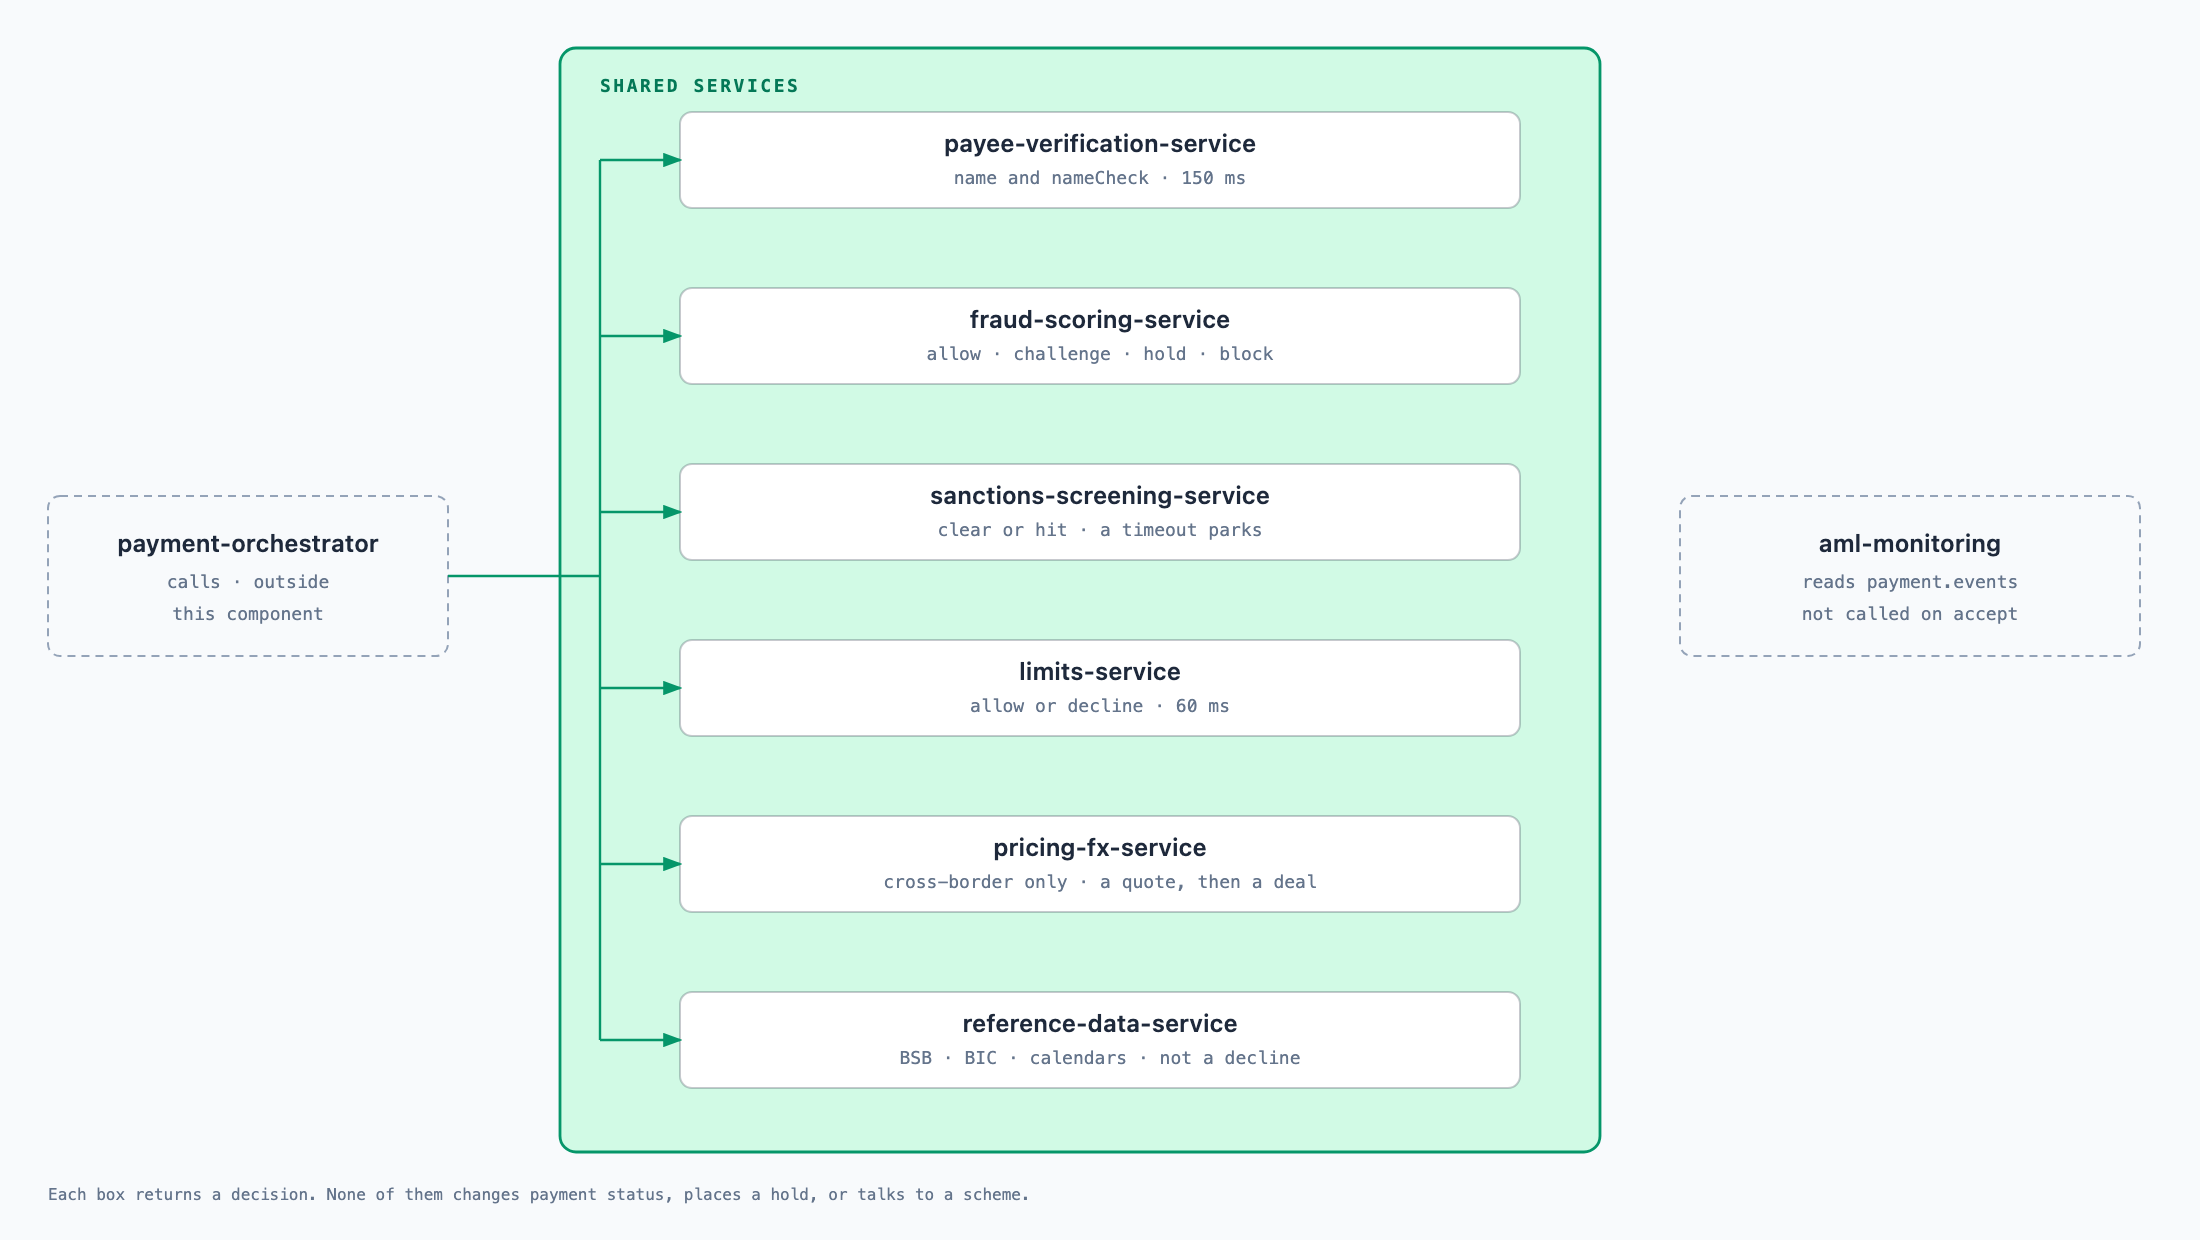 SHARED SERVICES
payee-verification-service
name and nameCheck · 150 ms
fraud-scoring-service
allow · challenge · hold · block
sanctions-screening-service
clear or hit · a timeout parks
payment-orchestrator
calls · outside
this component
aml-monitoring
reads payment.events
not called on accept
limits-service
allow or decline · 60 ms
pricing-fx-service
cross-border only · a quote, then a deal
reference-data-service
BSB · BIC · calendars · not a decline
Each box returns a decision. None of them changes payment status, places a hold, or talks to a scheme.